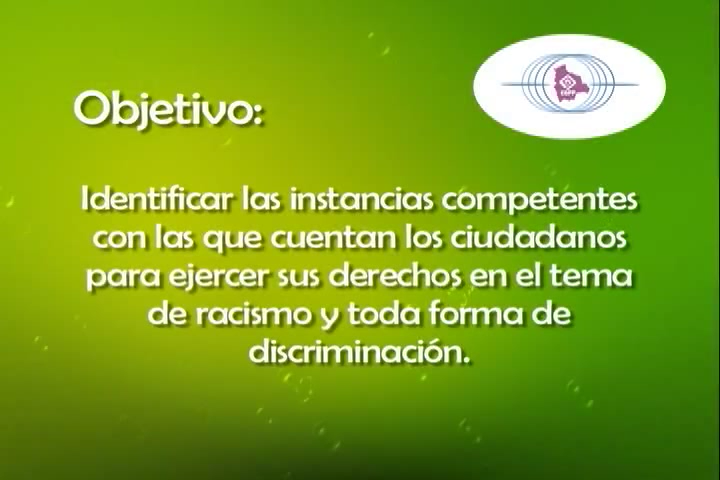 EGPP
Objetivo:
Identificar las instancias competentes
con las que cuentan los ciudadanos
para ejercer sus derechos en el tema
de racismo y toda forma de
discriminación.